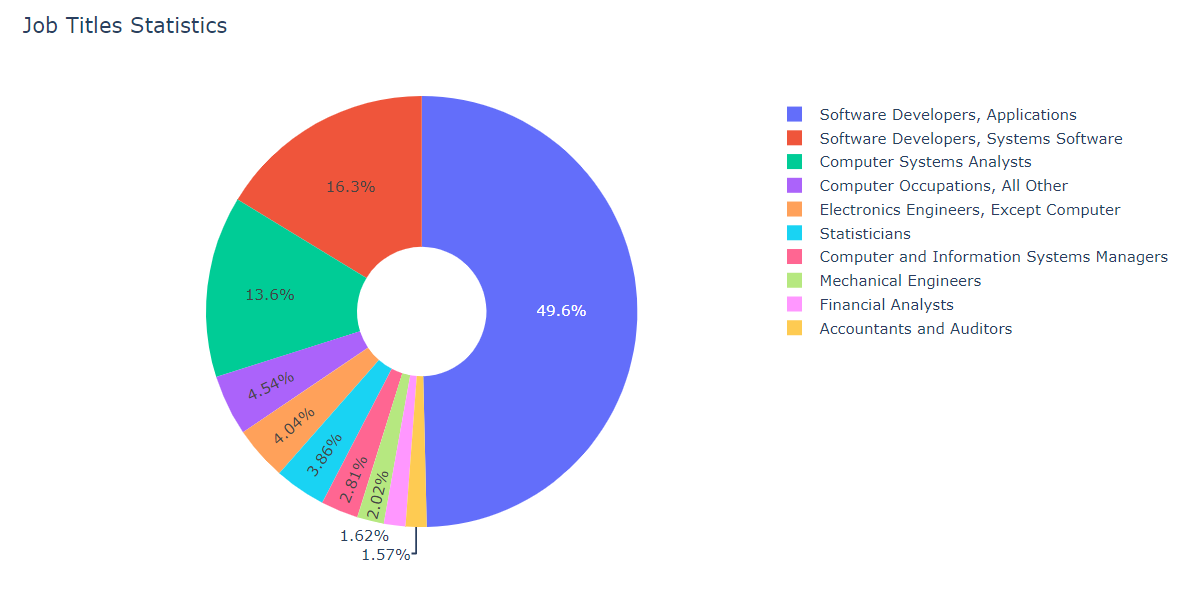 Job Titles Statistics
Software Developers, Applications
Software Developers, Systems Software
Computer Systems Analysts
Computer Occupations, All Other
Electronics Engineers, Except Computer
Statisticians
Computer and Information Systems Managers
Mechanical Engineers
Financial Analysts
Accountants and Auditors
16.3%
13.6%
49.6%
4.54%
4.04%
3.86%
2.81%
2.02%
1.62%
1.57%